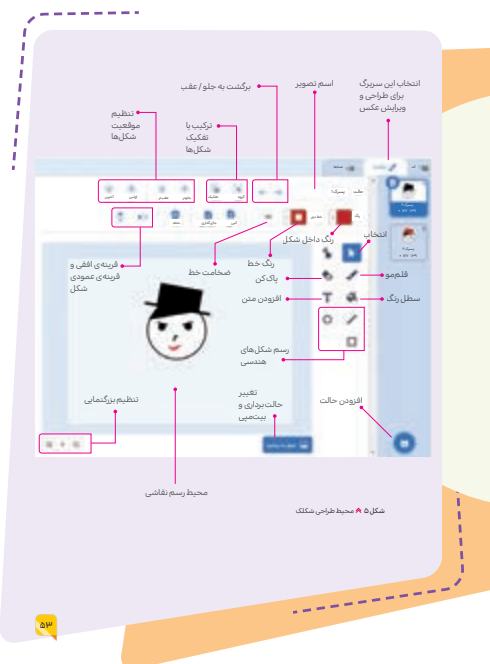 انتخاب این سربرگ
برای طراحی و
ویرایش عکس
اسم تصویر
برگشت به جلو / عقب
تنظیم
موقعیت
شکل‌ها
ترکیب یا
تفکیک
شکل‌ها
انتخاب
رنگ داخل شکل
رنگ خط
ضخامت خط
قرینه‌ی افقی و
قرینه‌ی عمودی
شکل
قلم‌مو
پاک‌کن
سطل رنگ
افزودن متن
رسم شکل‌های
هندسی
افزودن حالت
تغییر
حالت‌برداری و
بیت‌مپی
تنظیم بزرگنمایی
محیط رسم نقاشی
شکل ۵ محیط طراحی شکلک
۵۳